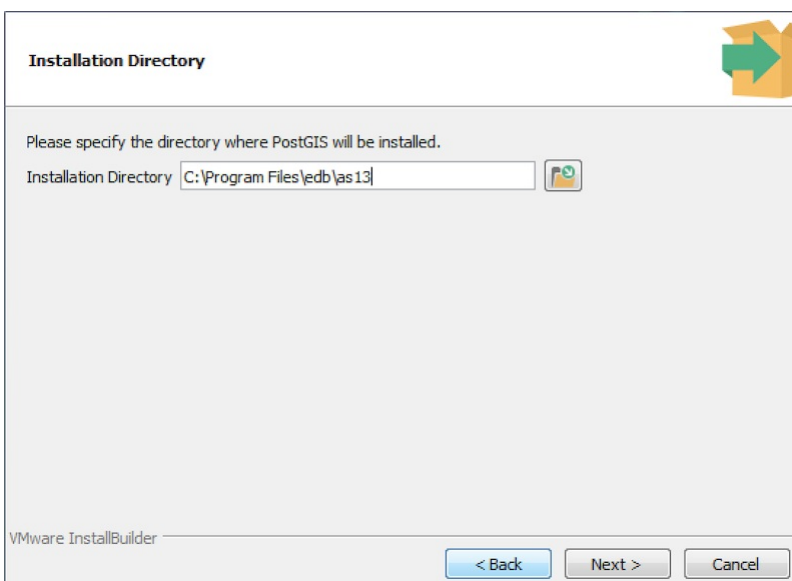 Installation Directory
Please specify the directory where PostGIS will be installed.
Installation Directory C:\Program Files\edb\as13
VMware InstallBuilder
< Back Next > Cancel